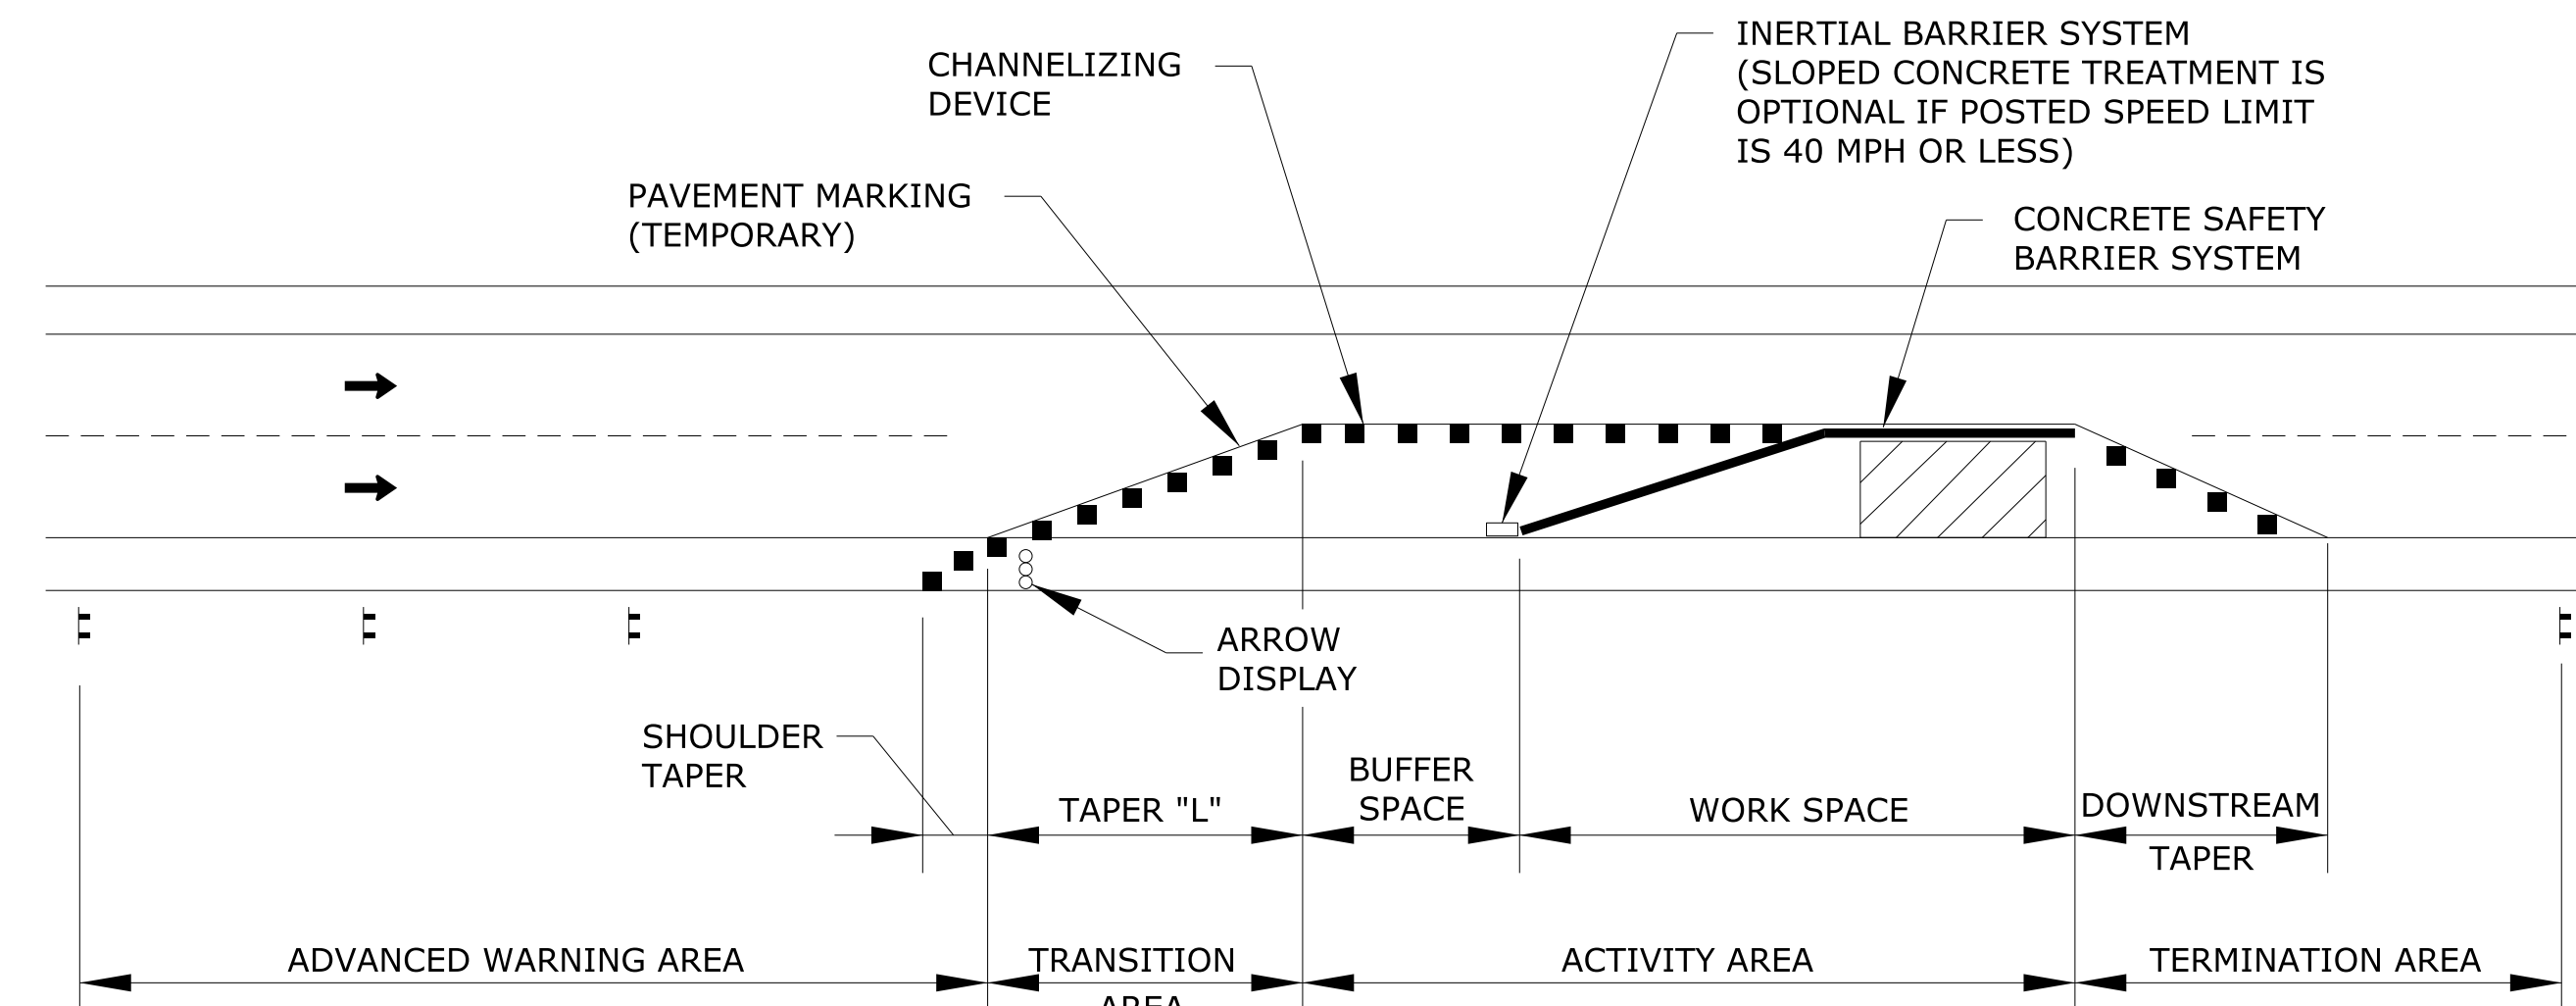 INERTIAL BARRIER SYSTEM
(SLOPED CONCRETE TREATMENT IS
OPTIONAL IF POSTED SPEED LIMIT
IS 40 MPH OR LESS)
CHANNELIZING
DEVICE
PAVEMENT MARKING
(TEMPORARY)
CONCRETE SAFETY
BARRIER SYSTEM
ARROW
DISPLAY
SHOULDER
TAPER
TAPER "L"
BUFFER
SPACE
WORK SPACE
DOWNSTREAM
TAPER
ADVANCED WARNING AREA
TRANSITION
AREA
ACTIVITY AREA
TERMINATION AREA